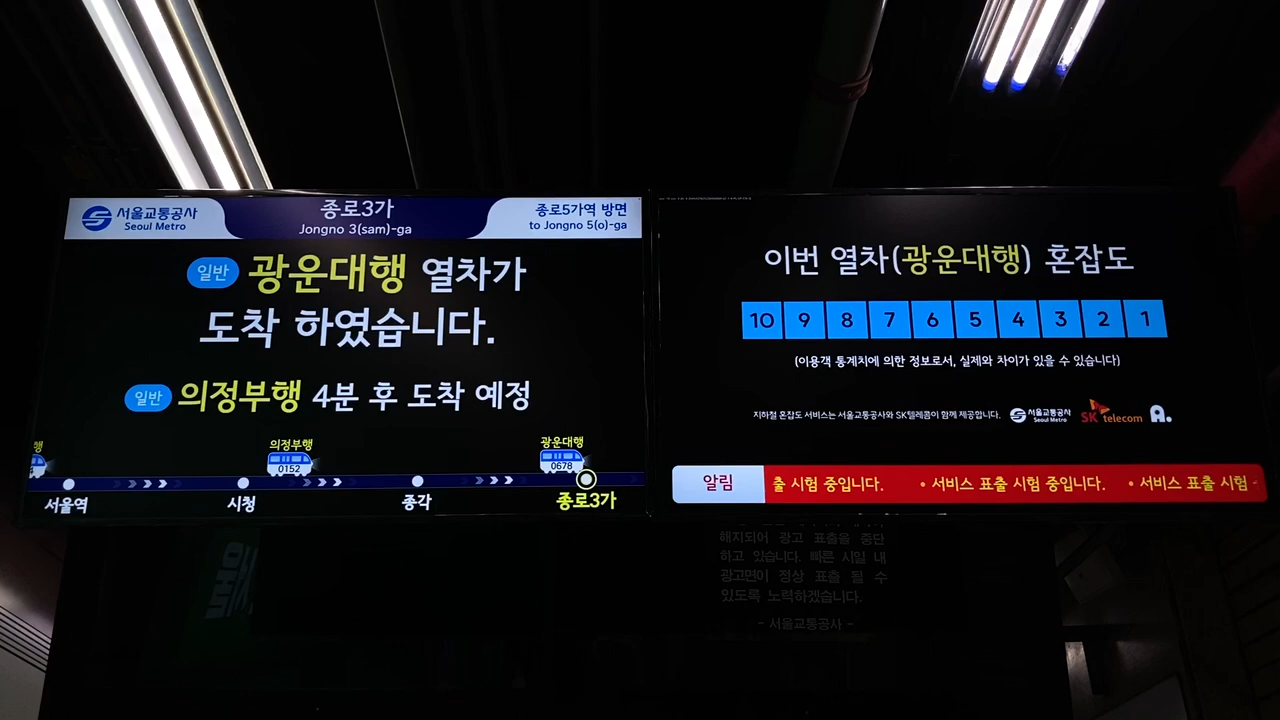 서울교통공사
Seoul Metro
종로3가
Jongno 3(sam)-ga
종로5가역 방면
to Jongno 5(o)-ga
일반 광운대행 열차가
도착 하였습니다.
일반 의정부행 4분 후 도착 예정
행 의정부행 광운대행
0152 0678
서울역 시청 종각 종로3가
이번 열차(광운대행) 혼잡도
10 9 8 7 6 5 4 3 2 1
(이용객 통계치에 의한 정보로서, 실제와 차이가 있을 수 있습니다)
지하철 혼잡도 서비스는 서울교통공사와 SK텔레콤이 함께 제공합니다. 서울교통공사 Seoul Metro SK telecom A.
알림 출 시험 중입니다. • 서비스 표출 시험 중입니다. • 서비스 표출 시험
해지되어 광고 표출을 중단
하고 있습니다. 빠른 시일 내
광고면이 정상 표출 될 수
있도록 노력하겠습니다.
- 서울교통공사 -